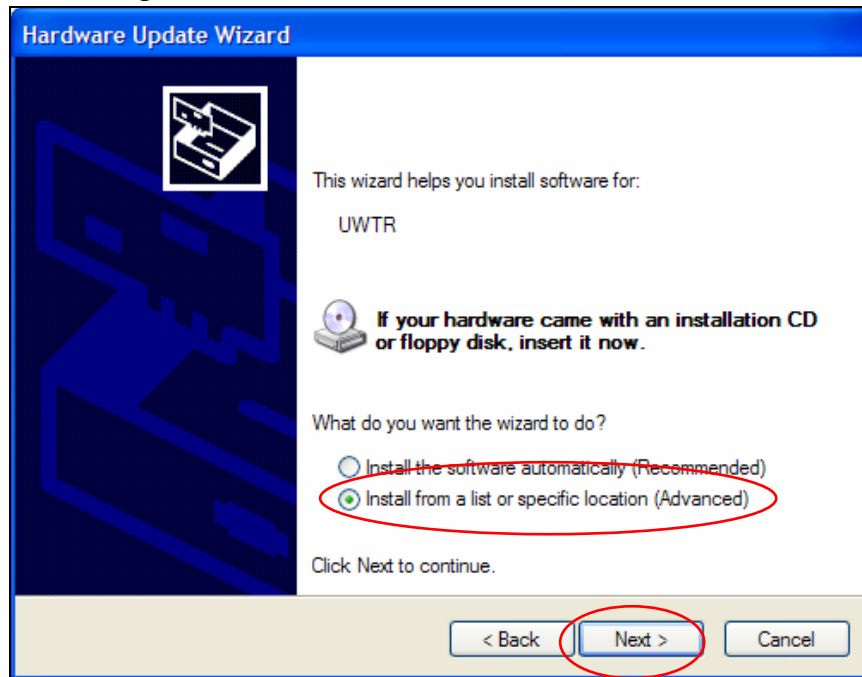 Hardware Update Wizard
This wizard helps you install software for:
UWTR
If your hardware came with an installation CD
or floppy disk, insert it now.
What do you want the wizard to do?
Install the software automatically (Recommended)
Install from a list or specific location (Advanced)
Click Next to continue.
< Back
Next >
Cancel